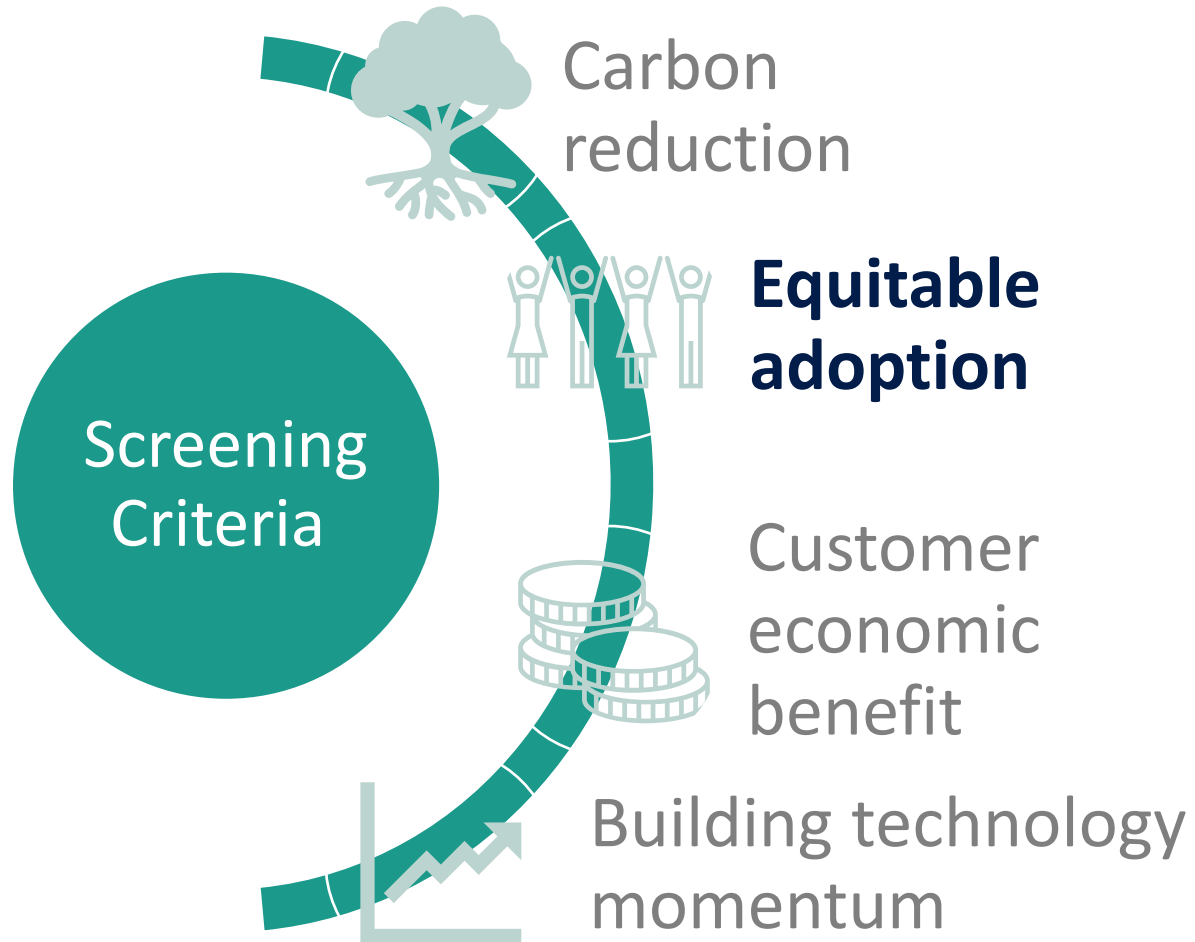 Carbon
reduction
Equitable
adoption
Screening
Criteria
Customer
economic
benefit
Building technology
momentum